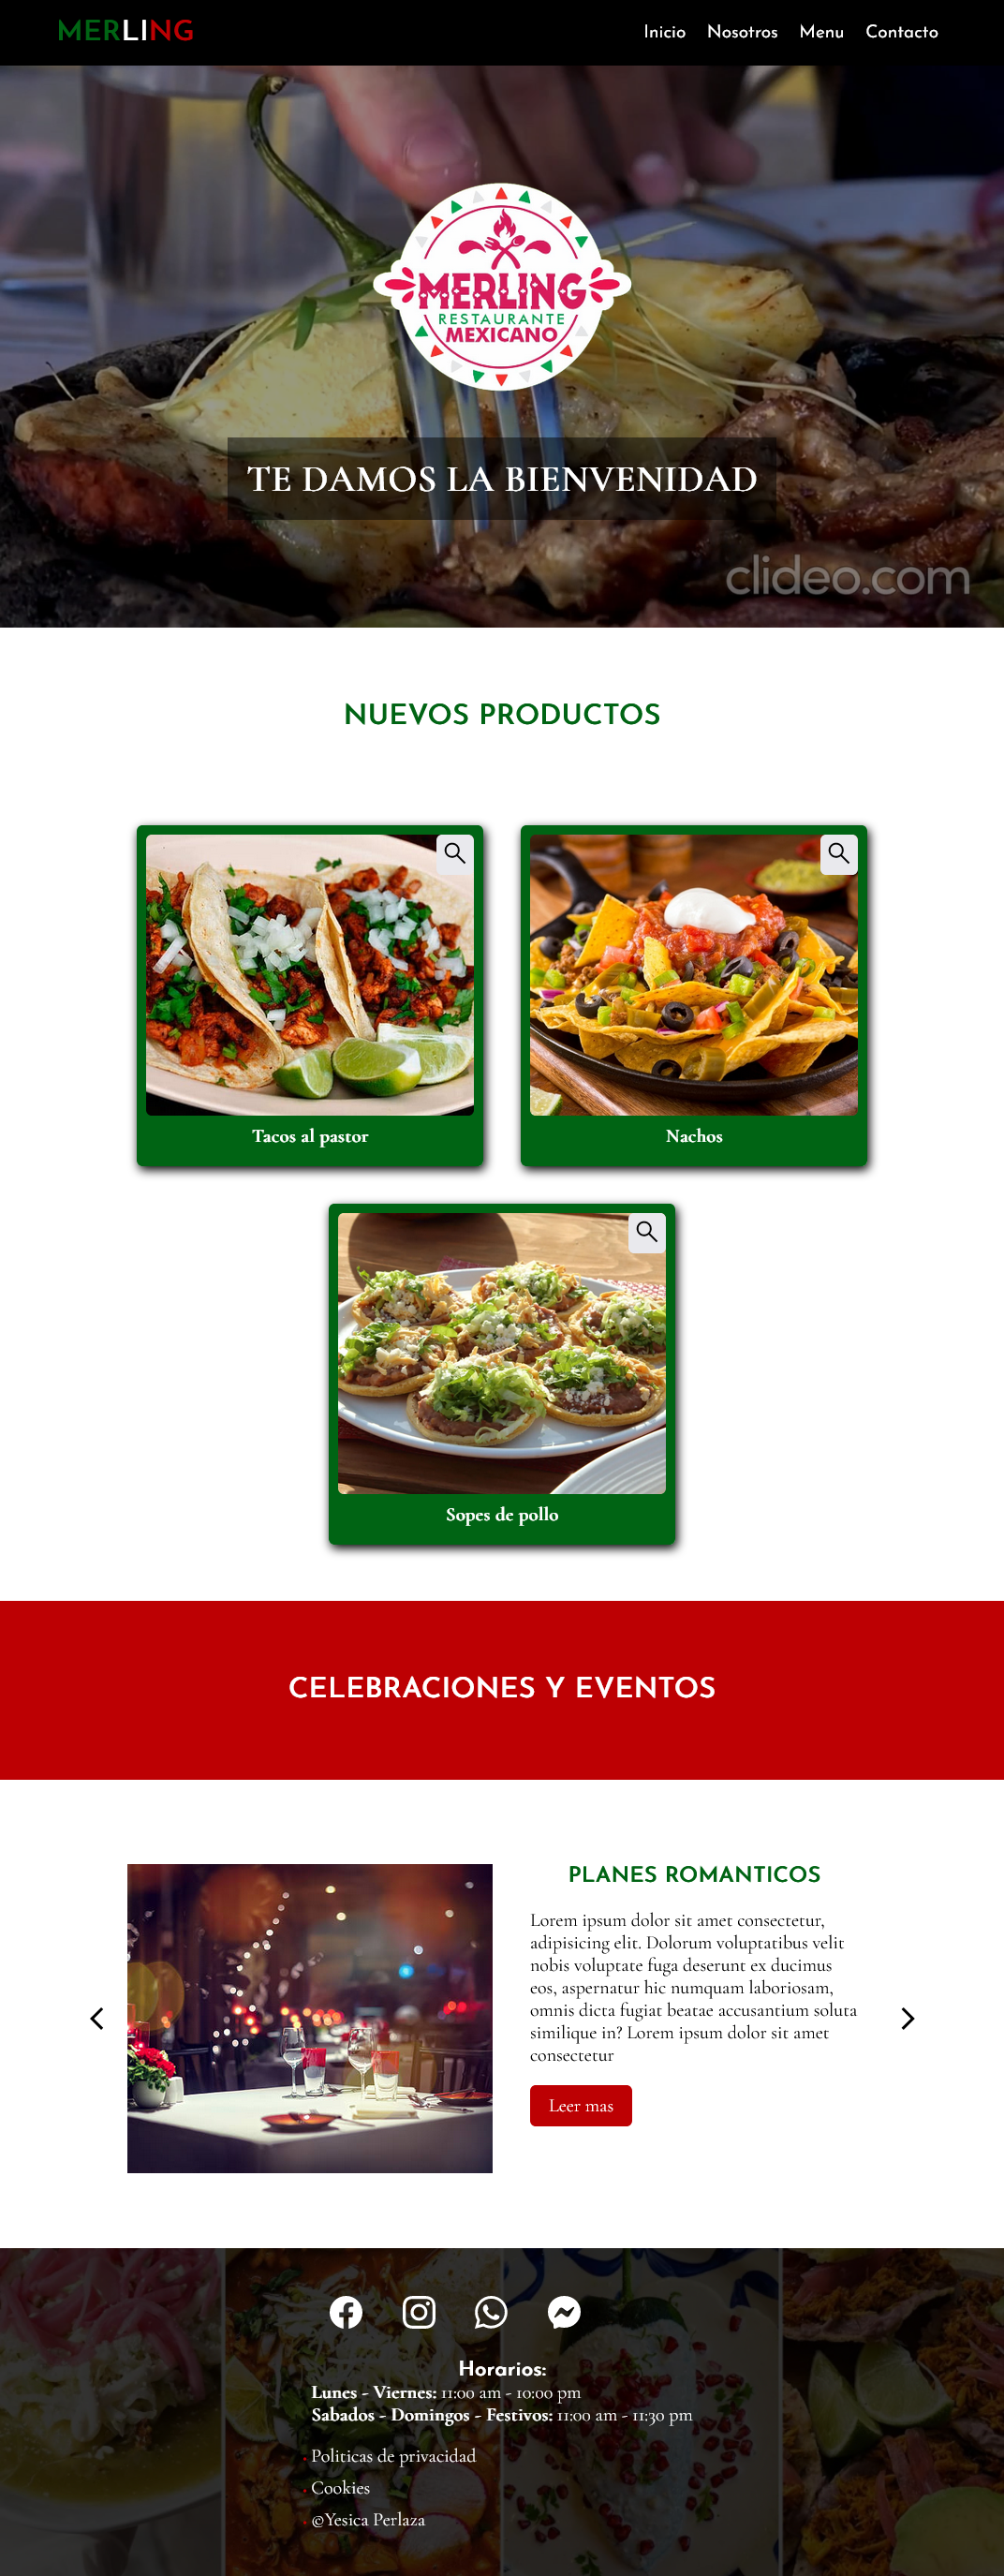 MERLING
Inicio Nosotros Menu Contacto
MERLING
RESTAURANTE
MEXICANO
TE DAMOS LA BIENVENIDAD
clideo.com
NUEVOS PRODUCTOS
Tacos al pastor
Nachos
Sopes de pollo
CELEBRACIONES Y EVENTOS
PLANES ROMANTICOS
Lorem ipsum dolor sit amet consectetur,
adipisicing elit. Dolorum voluptatibus velit
nobis voluptate fuga deserunt ex ducimus
eos, aspernatur hic numquam laboriosam,
omnis dicta fugiat beatae accusantium soluta
similique in? Lorem ipsum dolor sit amet
consectetur
Leer mas
Horarios:
Lunes - Viernes: 11:00 am - 10:00 pm
Sabados - Domingos - Festivos: 11:00 am - 11:30 pm
Politicas de privacidad
Cookies
©Yesica Perlaza